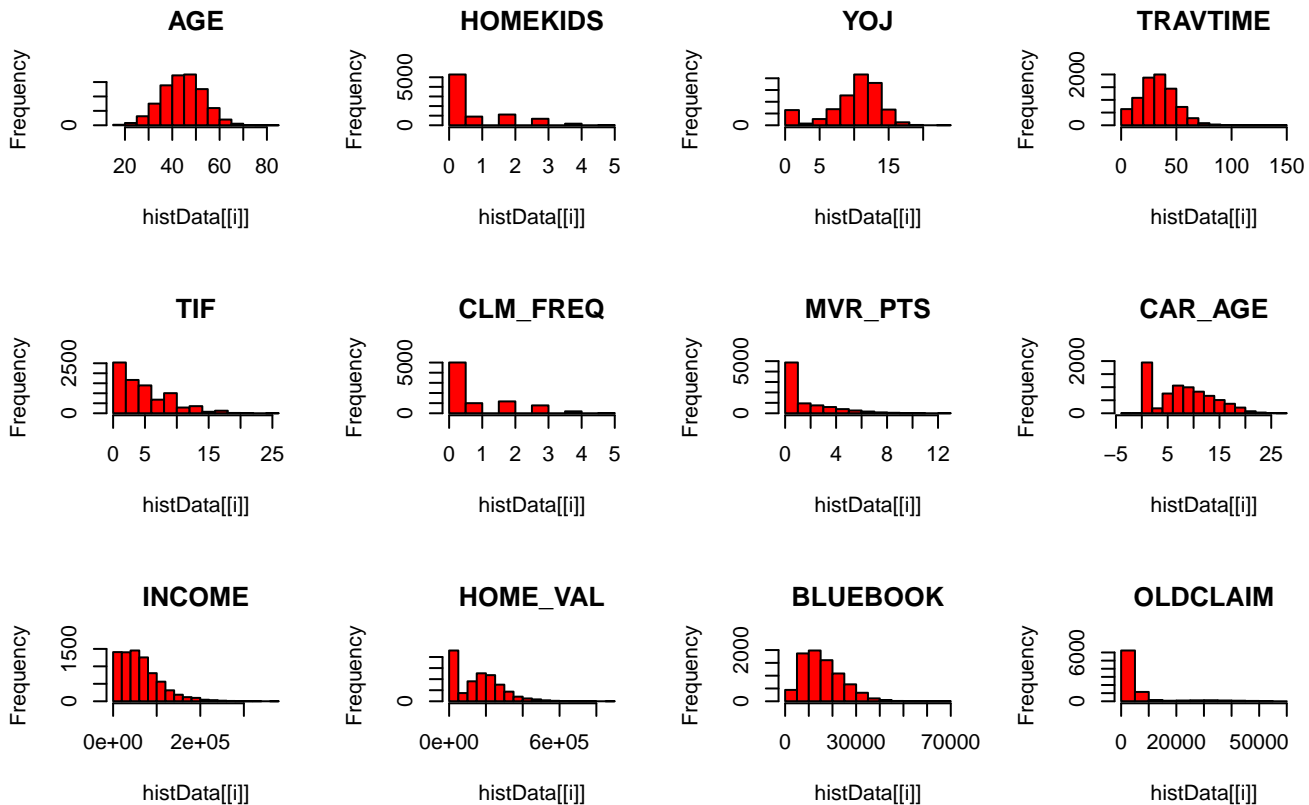 AGE
Frequency
0
20 40 60 80
histData[[i]]
HOMEKIDS
Frequency
0 5000
0 1 2 3 4 5
histData[[i]]
YOJ
Frequency
0
0 5 15
histData[[i]]
TRAVTIME
Frequency
0 2000
0 50 100 150
histData[[i]]
TIF
Frequency
0 2500
0 5 15 25
histData[[i]]
CLM_FREQ
Frequency
0 5000
0 1 2 3 4 5
histData[[i]]
MVR_PTS
Frequency
0 5000
0 4 8 12
histData[[i]]
CAR_AGE
Frequency
0 2000
−5 5 15 25
histData[[i]]
INCOME
Frequency
0 1500
0e+00 2e+05
histData[[i]]
HOME_VAL
Frequency
0
0e+00 6e+05
histData[[i]]
BLUEBOOK
Frequency
0 2000
0 30000 70000
histData[[i]]
OLDCLAIM
Frequency
0 6000
0 20000 50000
histData[[i]]